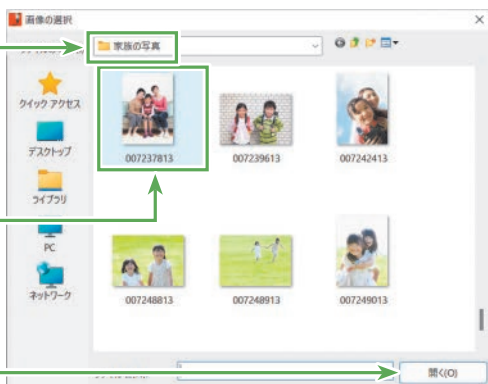 画像の選択
家族の写真
クイック アクセス
デスクトップ
ライブラリ
PC
ネットワーク
007237813
007239613
007242413
007248813
007248913
007249013
開く(O)